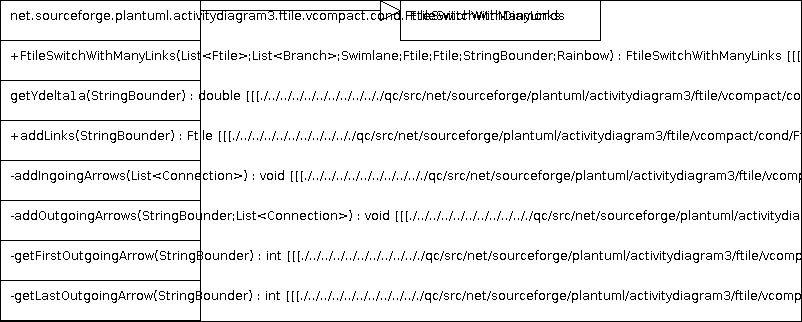 net.sourceforge.plantuml.activitydiagram3.ftile.vcompact.cond.FtileSwitchWithManyLinks
+FtileSwitchWithManyLinks(List<Ftile>;List<Branch>;Swimlane;Ftile;Ftile;StringBounder;Rainbow) : FtileSwitchWithManyLinks [[[
getYdelta1a(StringBounder) : double [[[./../../../../../../../../../qc/src/net/sourceforge/plantuml/activitydiagram3/ftile/vcompact/co
+addLinks(StringBounder) : Ftile [[[./../../../../../../../../../qc/src/net/sourceforge/plantuml/activitydiagram3/ftile/vcompact/cond/F
-addIngoingArrows(List<Connection>) : void [[[./../../../../../../../../../qc/src/net/sourceforge/plantuml/activitydiagram3/ftile/vcomp
-addOutgoingArrows(StringBounder;List<Connection>) : void [[[./../../../../../../../../../qc/src/net/sourceforge/plantuml/activitydia
-getFirstOutgoingArrow(StringBounder) : int [[[./../../../../../../../../../qc/src/net/sourceforge/plantuml/activitydiagram3/ftile/vcomp
-getLastOutgoingArrow(StringBounder) : int [[[./../../../../../../../../../qc/src/net/sourceforge/plantuml/activitydiagram3/ftile/vcomp